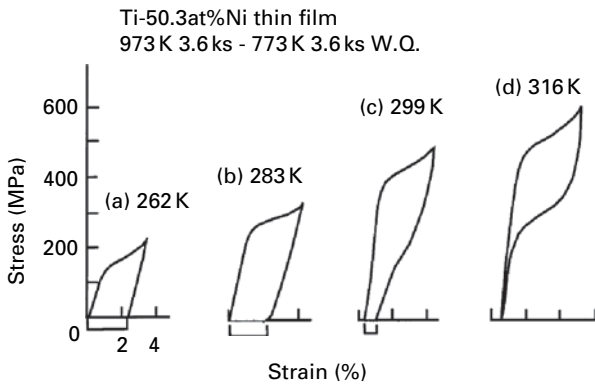 Ti-50.3at%Ni thin film
973 K 3.6 ks - 773 K 3.6 ks W.Q.
(a) 262 K
(b) 283 K
(c) 299 K
(d) 316 K
Stress (MPa)
600
400
200
0
2 4
Strain (%)